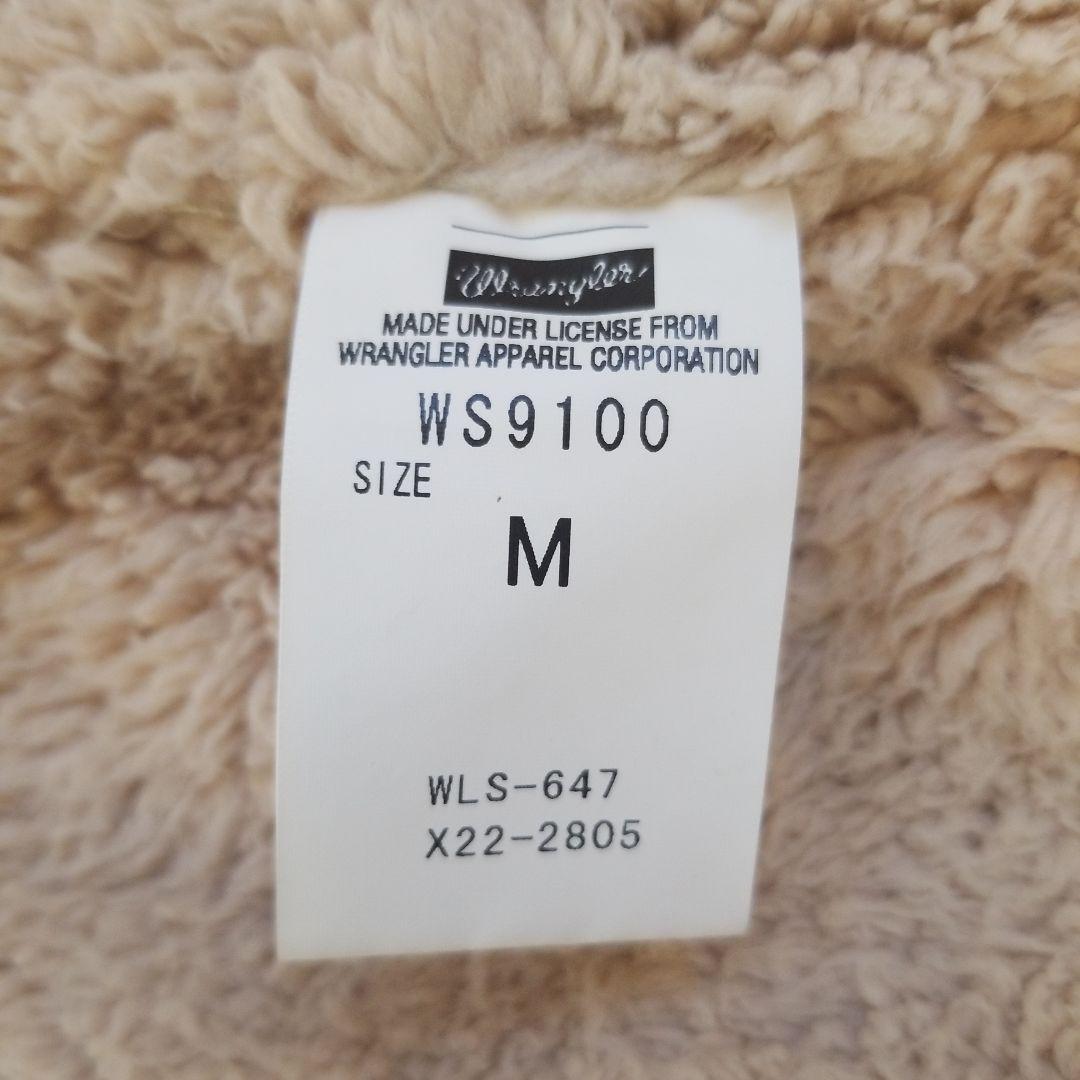 Wrangler
MADE UNDER LICENSE FROM
WRANGLER APPAREL CORPORATION
WS9100
SIZE
M
WLS-647
X22-2805